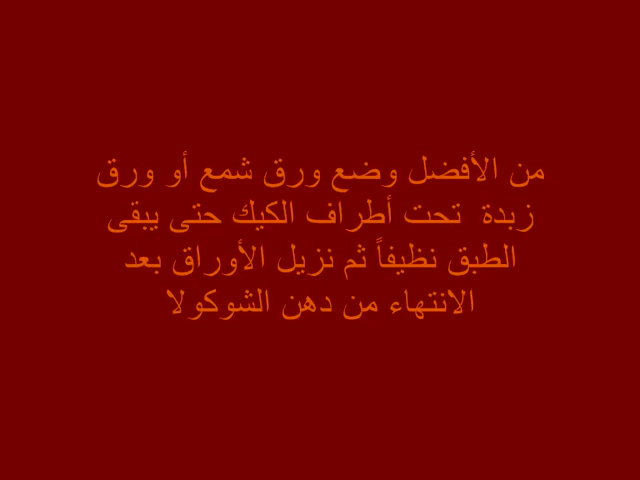 من الأفضل وضع ورق شمع أو ورق
زبدة تحت أطراف الكيك حتى يبقى
الطبق نظيفاً ثم نزيل الأوراق بعد
الانتهاء من دهن الشوكولا